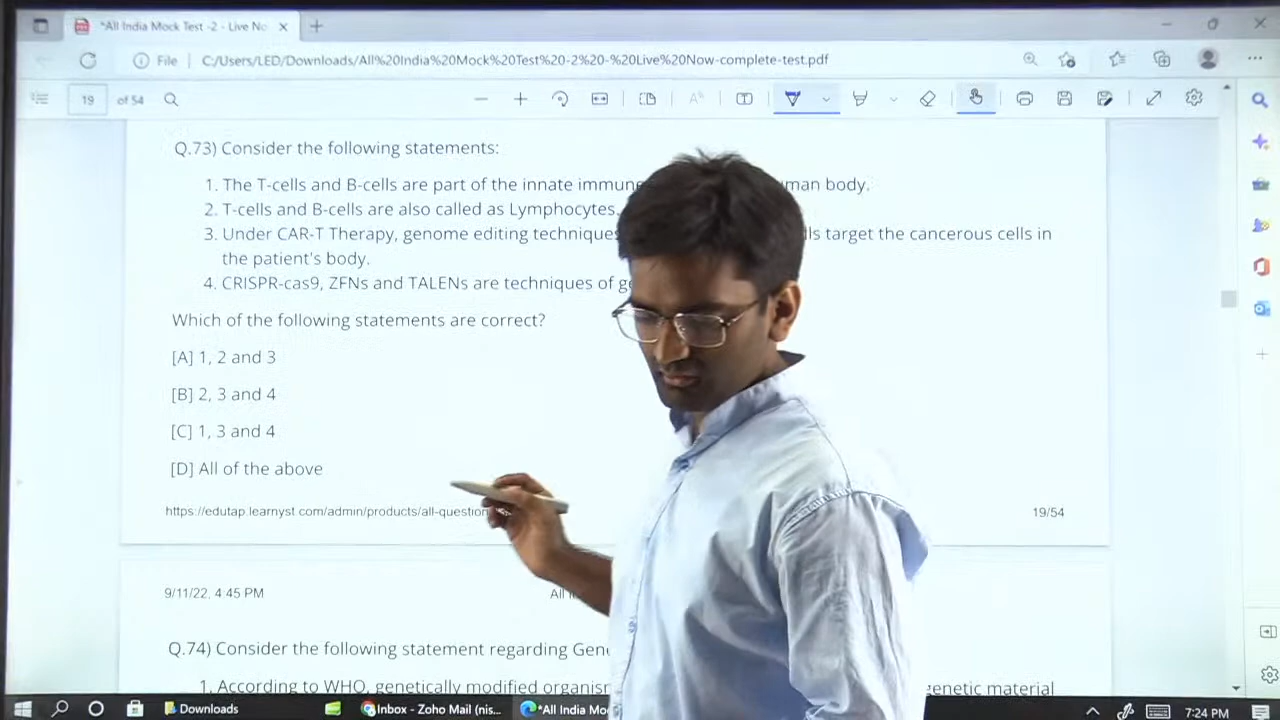 *All India Mock Test -2 - Live No
File
C:/Users/LED/Downloads/All%20India%20Mock%20Test%20-2%20-%20Live%20Now-complete-test.pdf
19 of 54
Q.73) Consider the following statements:
1. The T-cells and B-cells are part of the innate immun man body.
2. T-cells and B-cells are also called as Lymphocytes.
3. Under CAR-T Therapy, genome editing techniques target the cancerous cells in
the patient's body.
4. CRISPR-cas9, ZFNs and TALENs are techniques of
Which of the following statements are correct?
[A] 1, 2 and 3
[B] 2, 3 and 4
[C] 1, 3 and 4
[D] All of the above
https://edutap.learnyst.com/admin/products/all-question
19/54
9/11/22, 4:45 PM
Q.74) Consider the following statement regarding Gen
1. According to WHO, genetically modified organis genetic material
Downloads
Inbox - Zoho Mail (nis...
*All India Mo
7:24 PM